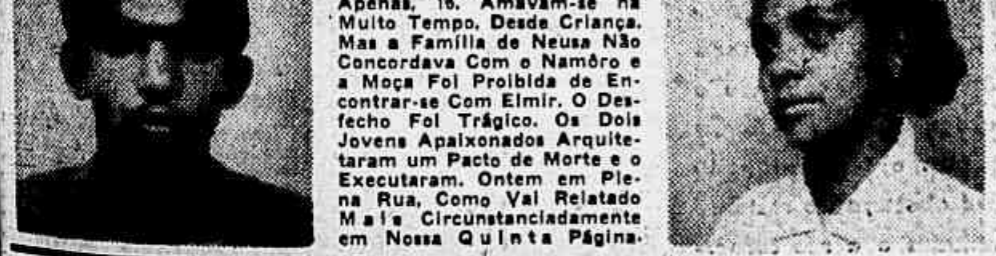 Apenas, 16. Amavam-se há
Muito Tempo. Desde Criança.
Mas a Família de Neusa Não
Concordava Com o Namôro e
a Moça Foi Proibida de En-
contrar-se Com Elmir. O Des-
fecho Foi Trágico. Os Dois
Jovens Apaixonados Arquite-
taram um Pacto de Morte e o
Executaram. Ontem em Ple-
na Rua, Como Vai Relatado
Mais Circunstanciadamente
em Nossa Quinta Página.